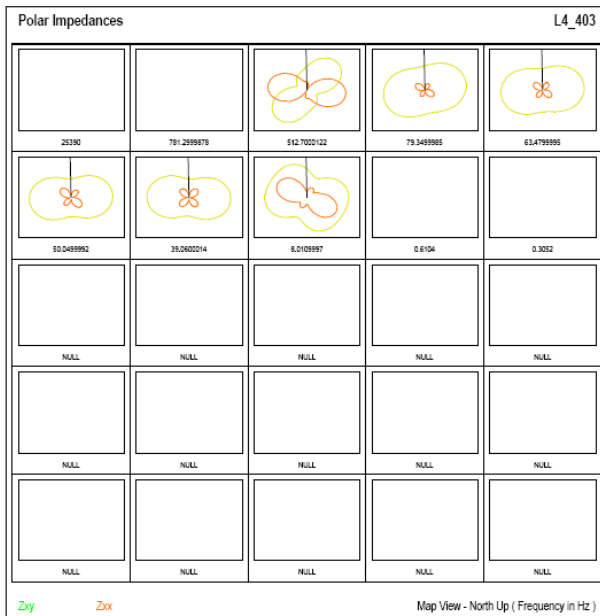 Polar Impedances L4_403
25390 781.2999878 512.7000122 79.3499985 63.4799995
50.0499992 39.0600014 8.0109997 0.6104 0.3052
NULL NULL NULL NULL NULL
NULL NULL NULL NULL NULL
NULL NULL NULL NULL NULL
Zxy Zxx Map View - North Up ( Frequency in Hz )